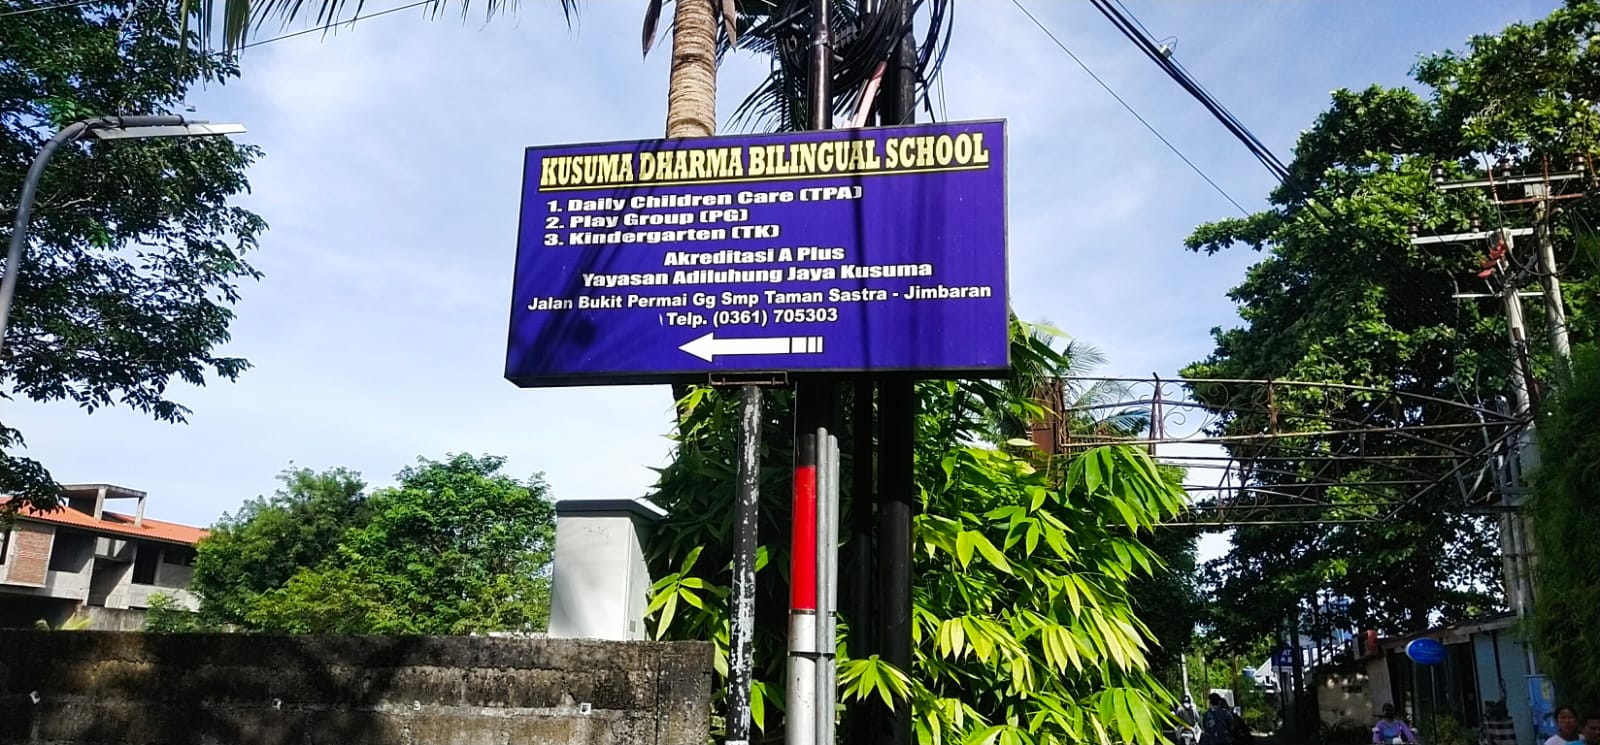 KUSUMA DHARMA BILINGUAL SCHOOL
1. Daily Children Care (TPA)
2. Play Group (PG)
3. Kindergarten (TK)
Akreditasi A Plus
Yayasan Adiluhung Jaya Kusuma
Jalan Bukit Permai Gg Smp Taman Sastra - Jimbaran
Telp. (0361) 705303